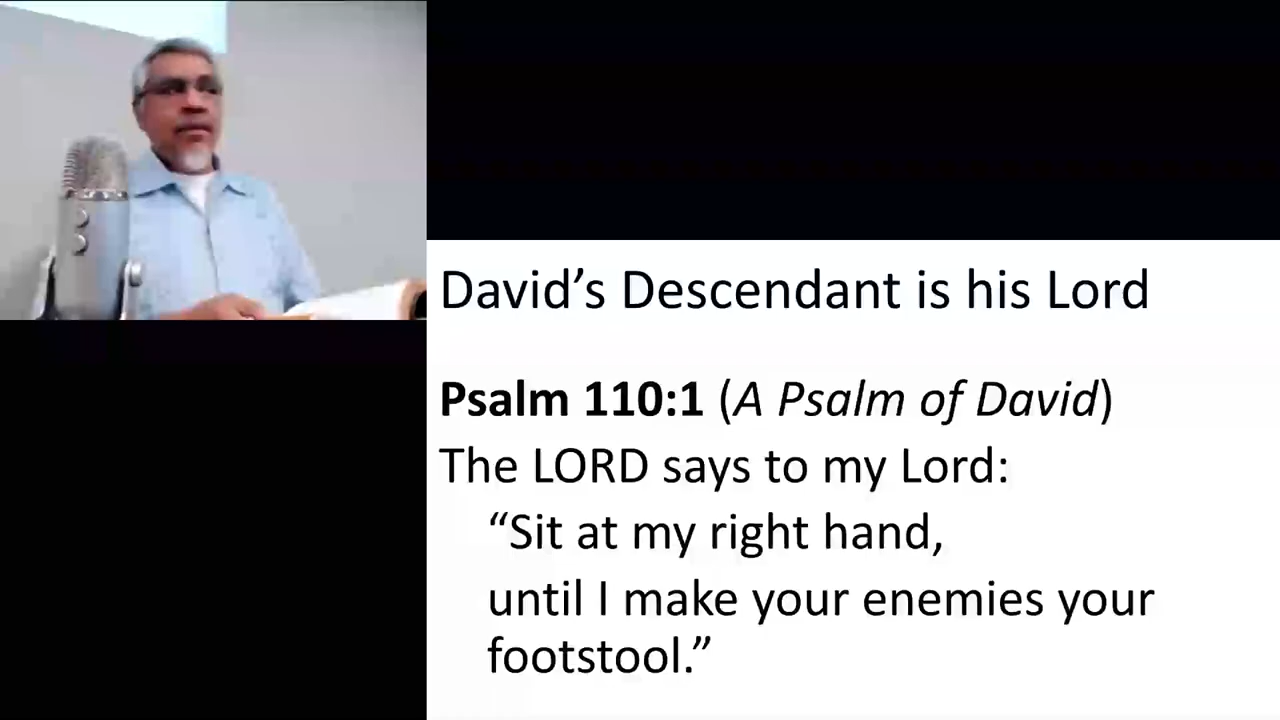 David’s Descendant is his Lord
Psalm 110:1 (A Psalm of David)
The LORD says to my Lord:
“Sit at my right hand,
until I make your enemies your
footstool.”